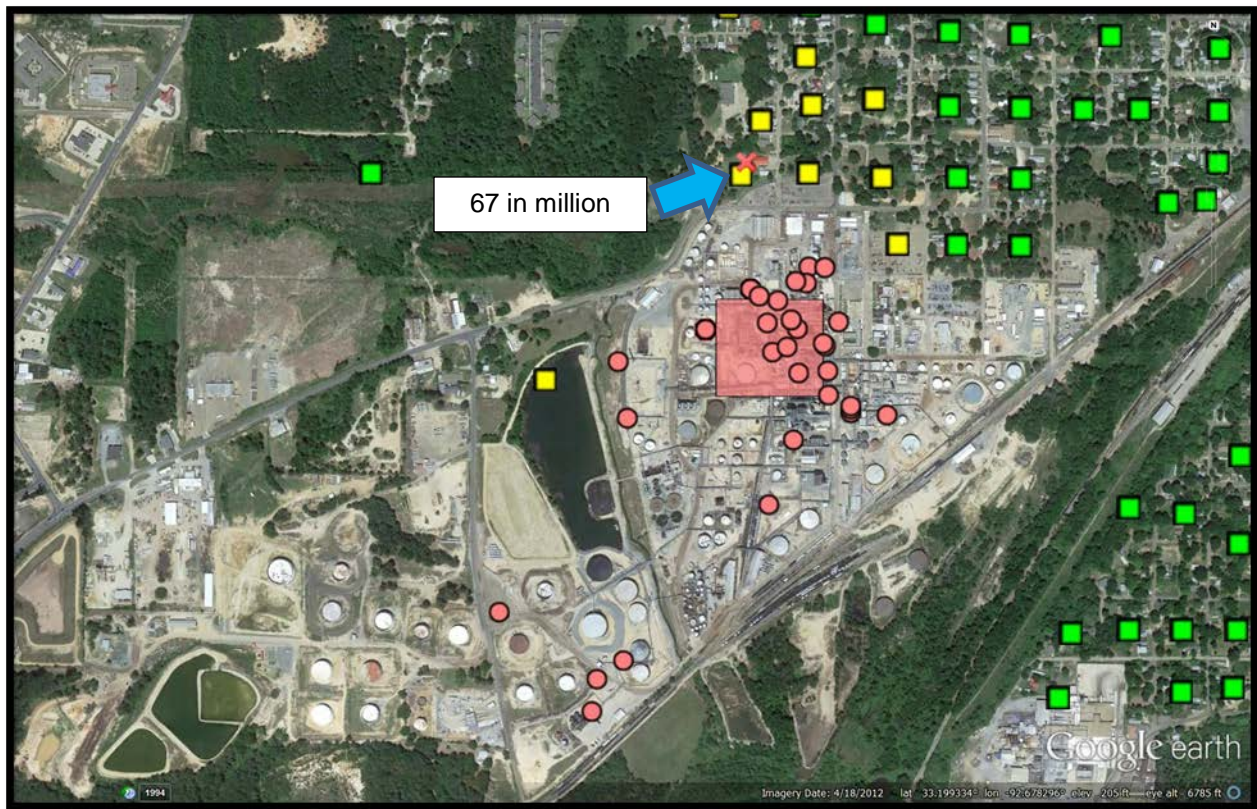 N
67 in million
Google earth
1994
Imagery Date: 4/18/2012 lat 33.199334° lon -92.678296° elev 205 ft eye alt 6785 ft